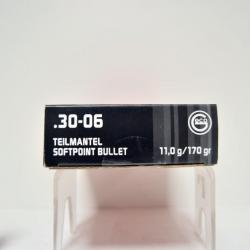 .30-06
TEILMANTEL
SOFTPOINT BULLET 11,0 g/170 gr